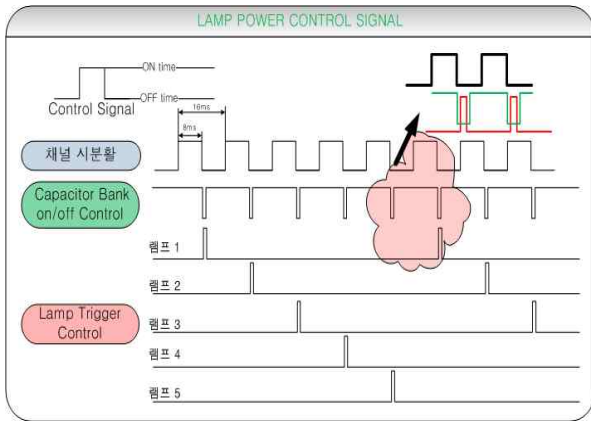 LAMP POWER CONTROL SIGNAL
ON time
OFF time
Control Signal
16ms
8ms
채널 시분활
Capacitor Bank
on/off Control
램프 1
램프 2
Lamp Trigger
Control
램프 3
램프 4
램프 5